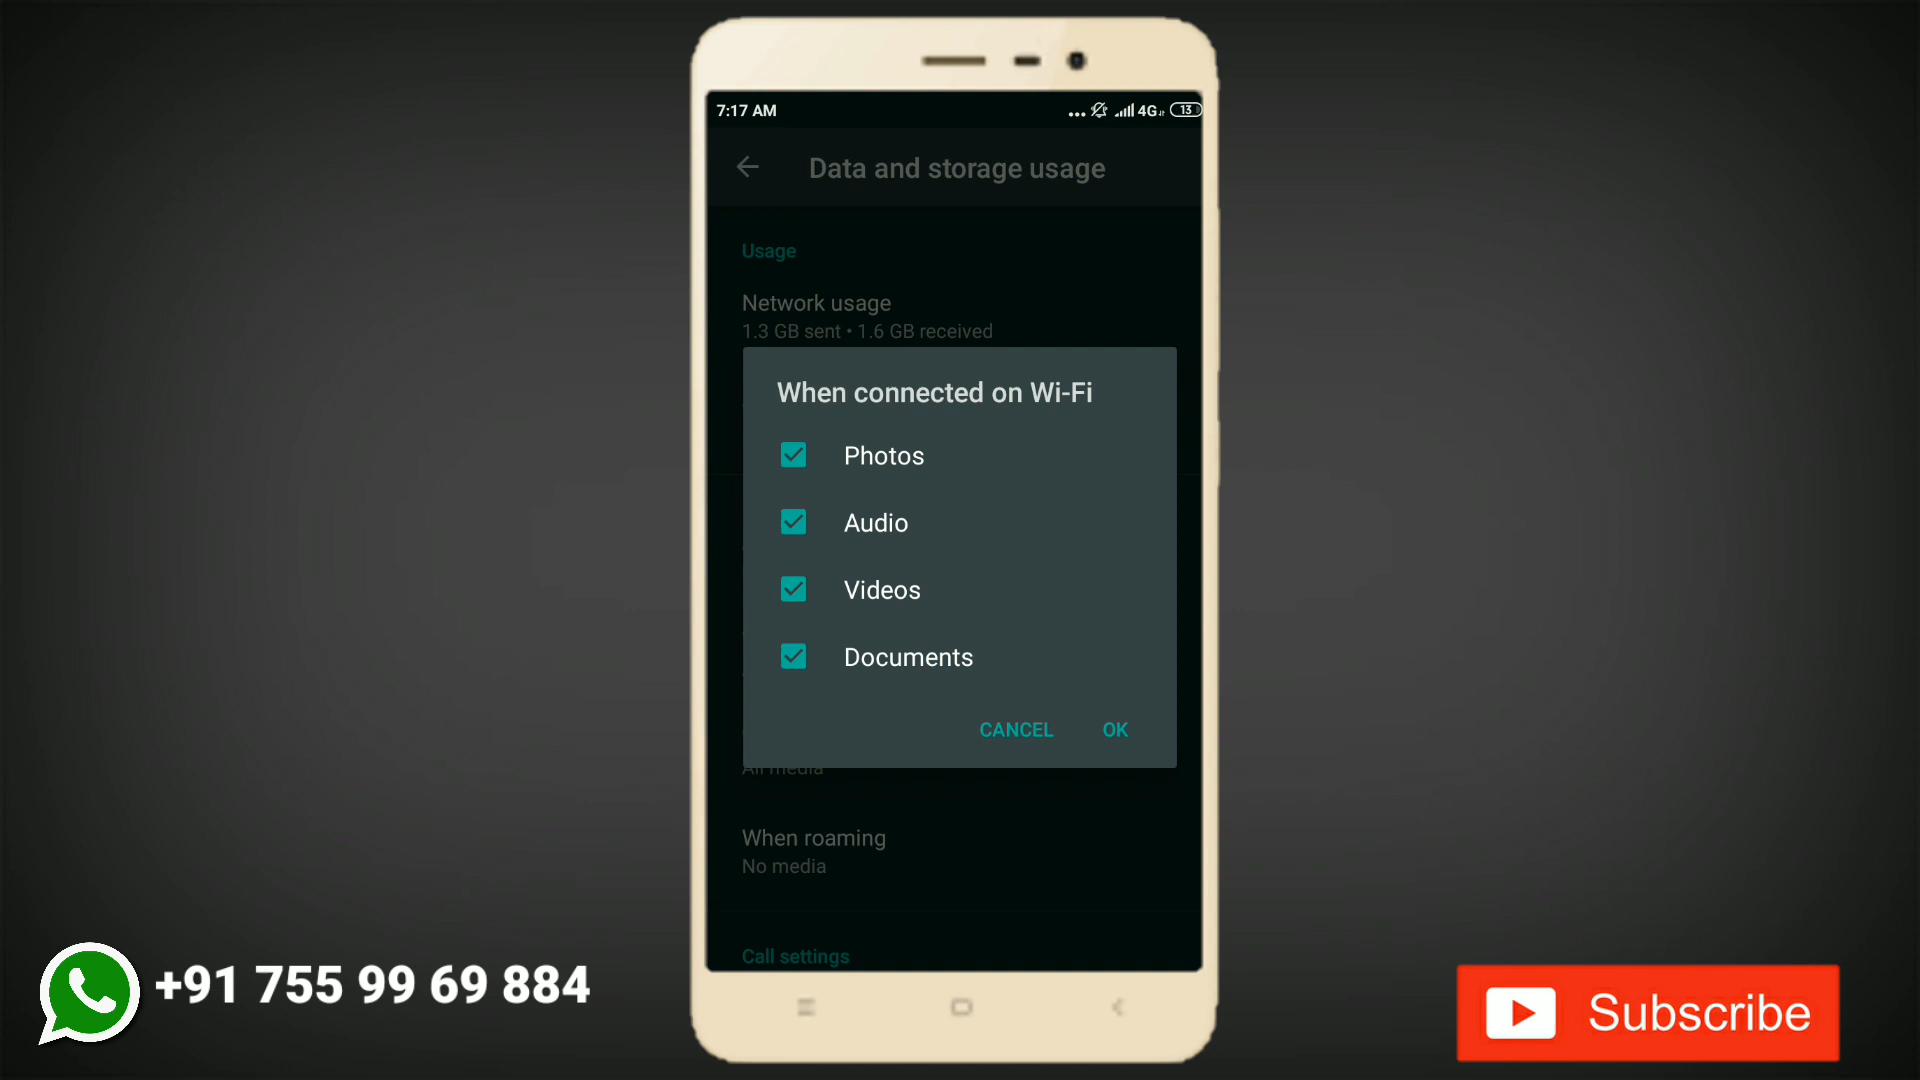 7:17 AM
4G 13
Data and storage usage
Usage
Network usage
1.3 GB sent • 1.6 GB received
When connected on Wi-Fi
Photos
Audio
Videos
Documents
CANCEL OK
All media
When roaming
No media
Call settings
+91 755 99 69 884
Subscribe